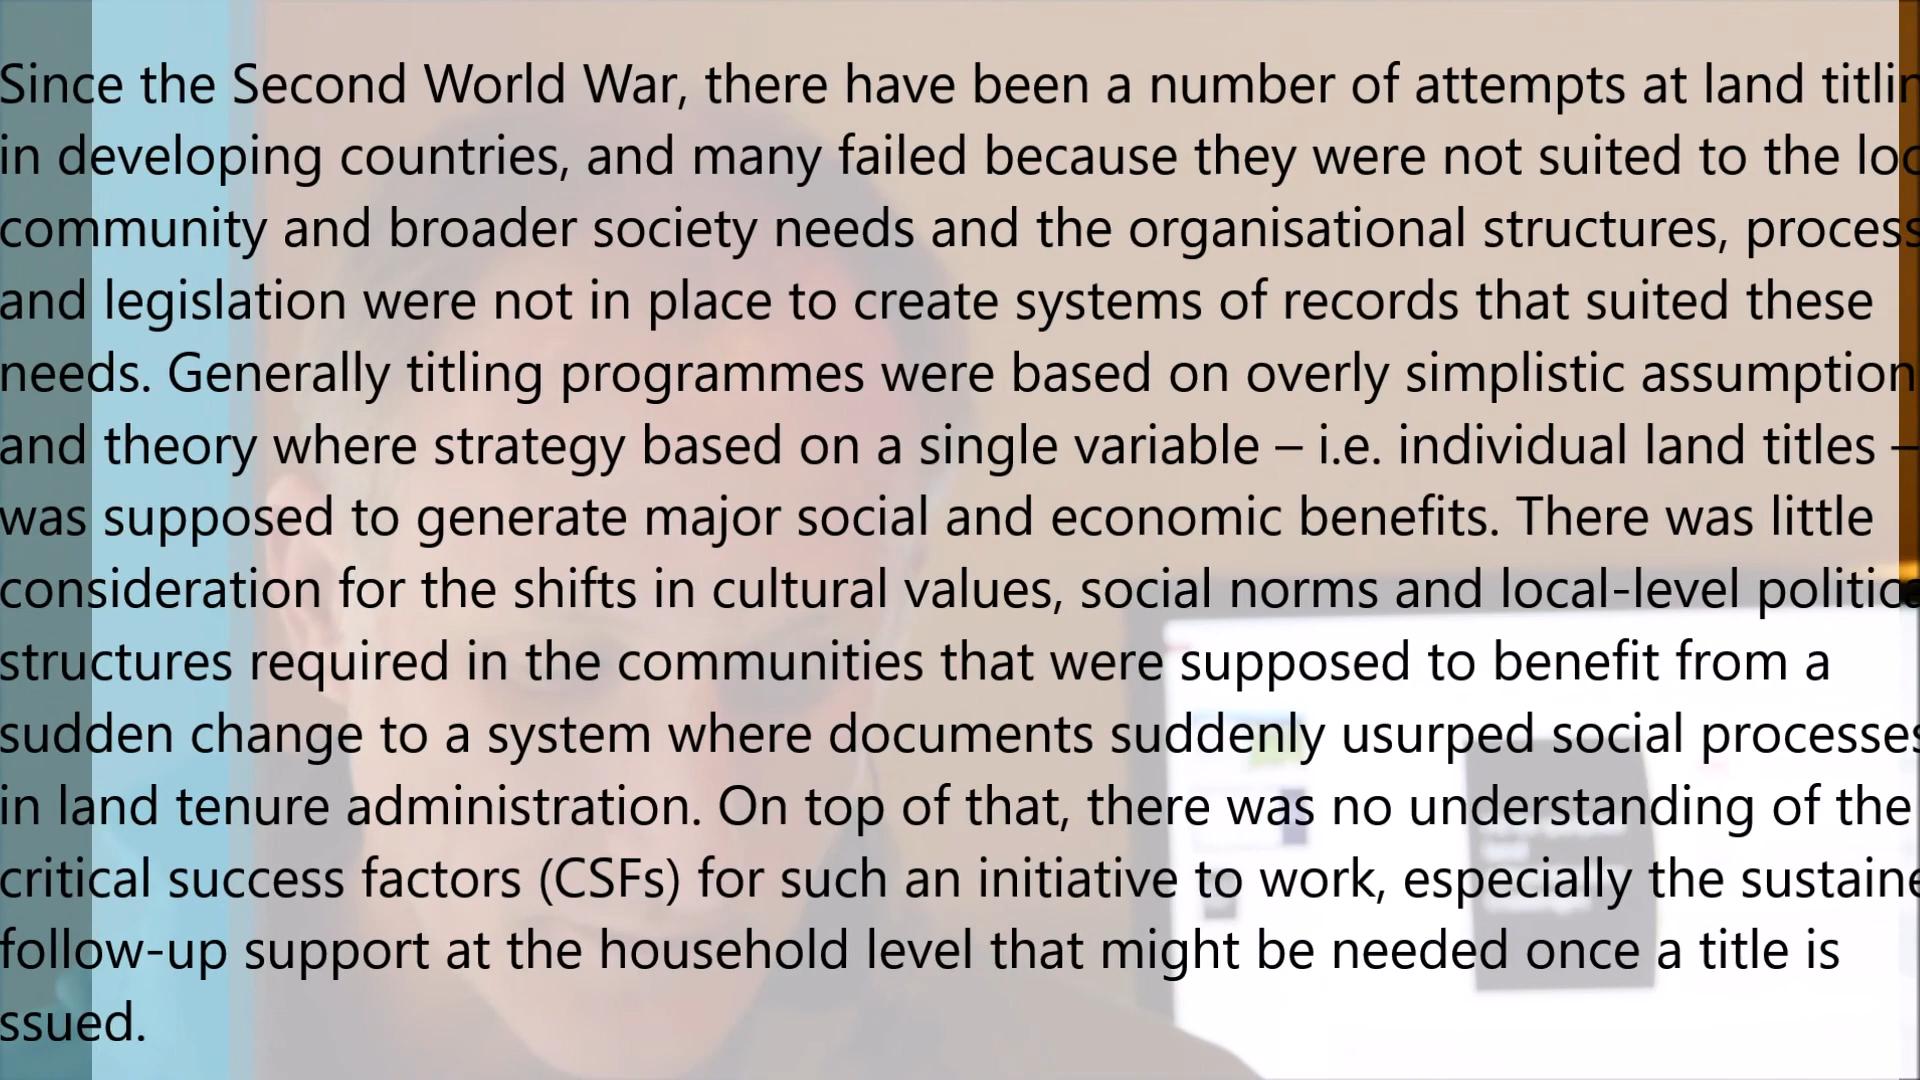 Since the Second World War, there have been a number of attempts at land titlin
in developing countries, and many failed because they were not suited to the loc
community and broader society needs and the organisational structures, process
and legislation were not in place to create systems of records that suited these
needs. Generally titling programmes were based on overly simplistic assumption
and theory where strategy based on a single variable – i.e. individual land titles –
was supposed to generate major social and economic benefits. There was little
consideration for the shifts in cultural values, social norms and local-level politica
structures required in the communities that were supposed to benefit from a
sudden change to a system where documents suddenly usurped social processes
in land tenure administration. On top of that, there was no understanding of the
critical success factors (CSFs) for such an initiative to work, especially the sustaine
follow-up support at the household level that might be needed once a title is
ssued.